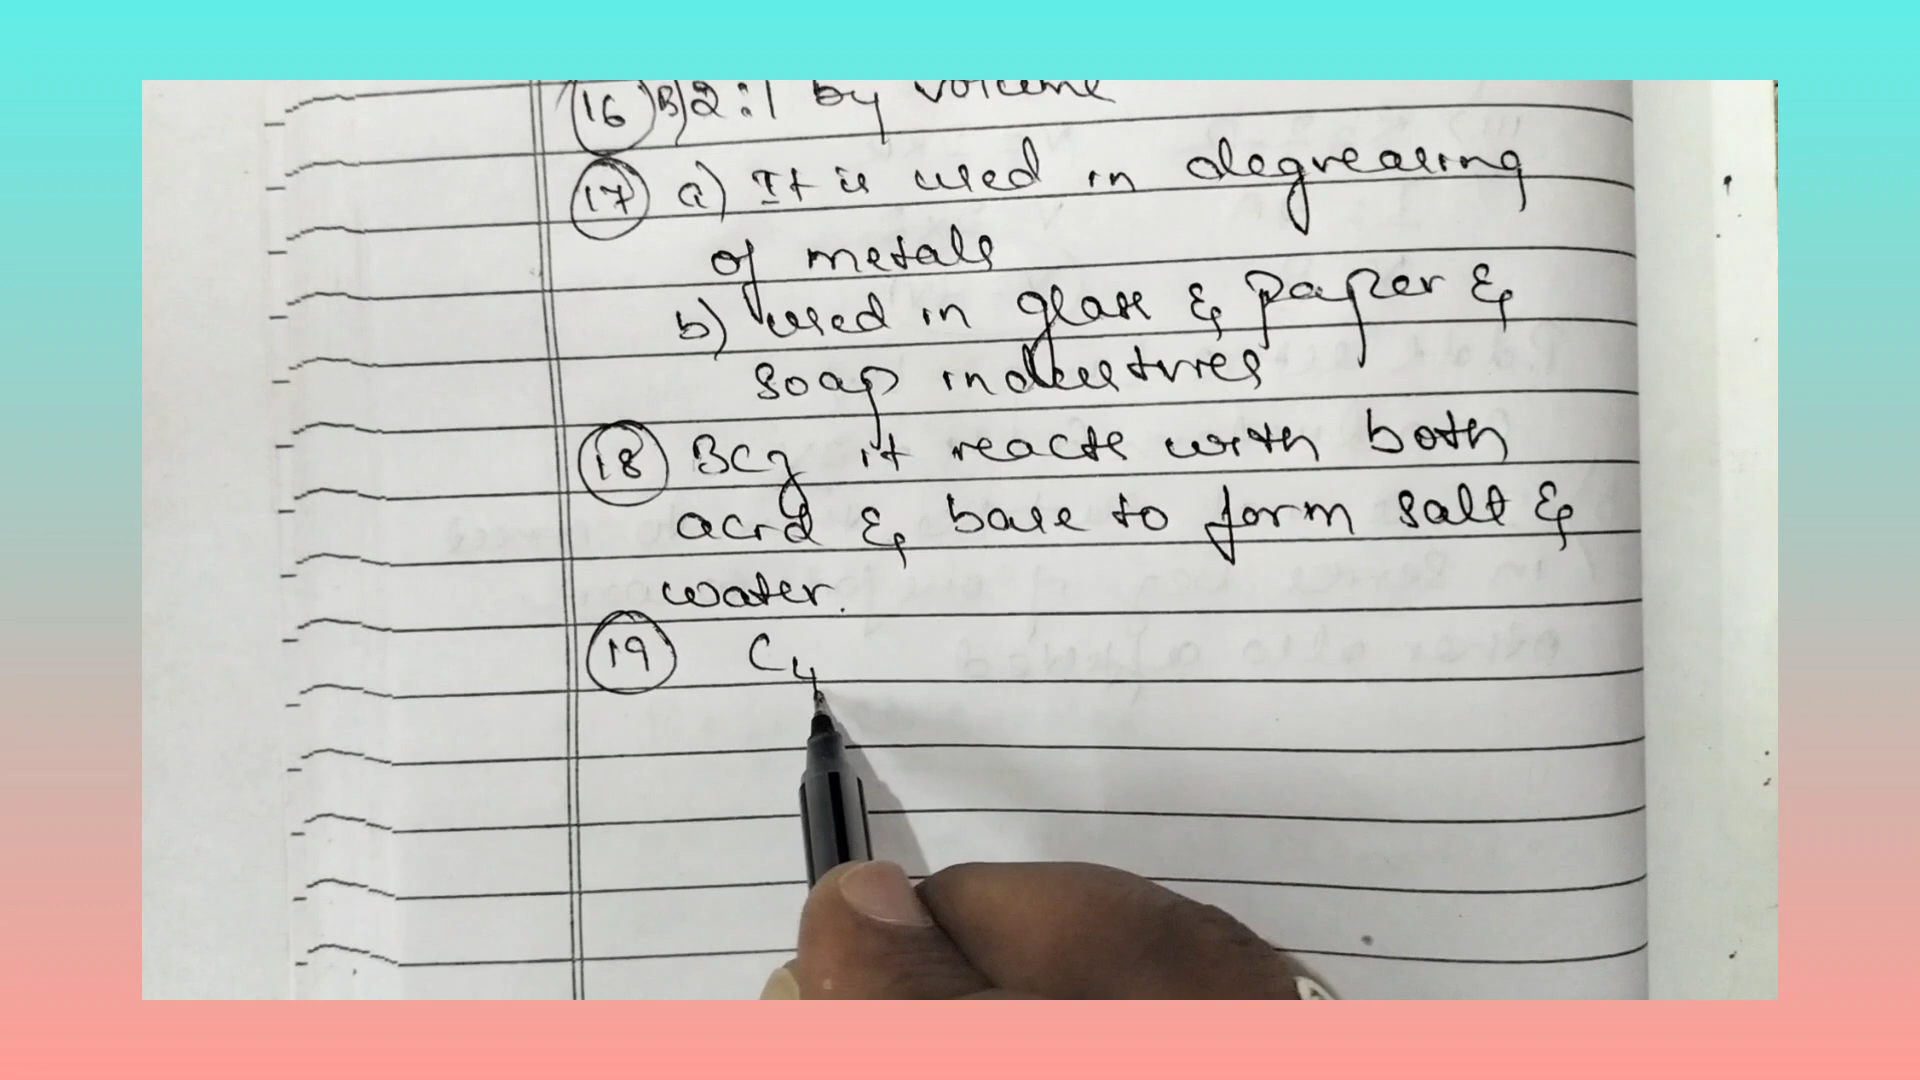 16 B) 2:1 by volume
17 a) It is used in degreasing
of metals
b) used in glass & paper &
soap industries
18 Bcz it reacts with both
acid & base to form salt &
water.
19 C4